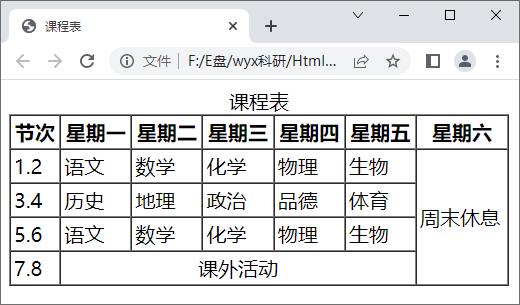 课程表
文件 F:/E盘/wyx科研/Html...
课程表
节次 星期一 星期二 星期三 星期四 星期五 星期六
1.2 语文 数学 化学 物理 生物
3.4 历史 地理 政治 品德 体育
周末休息
5.6 语文 数学 化学 物理 生物
7.8 课外活动